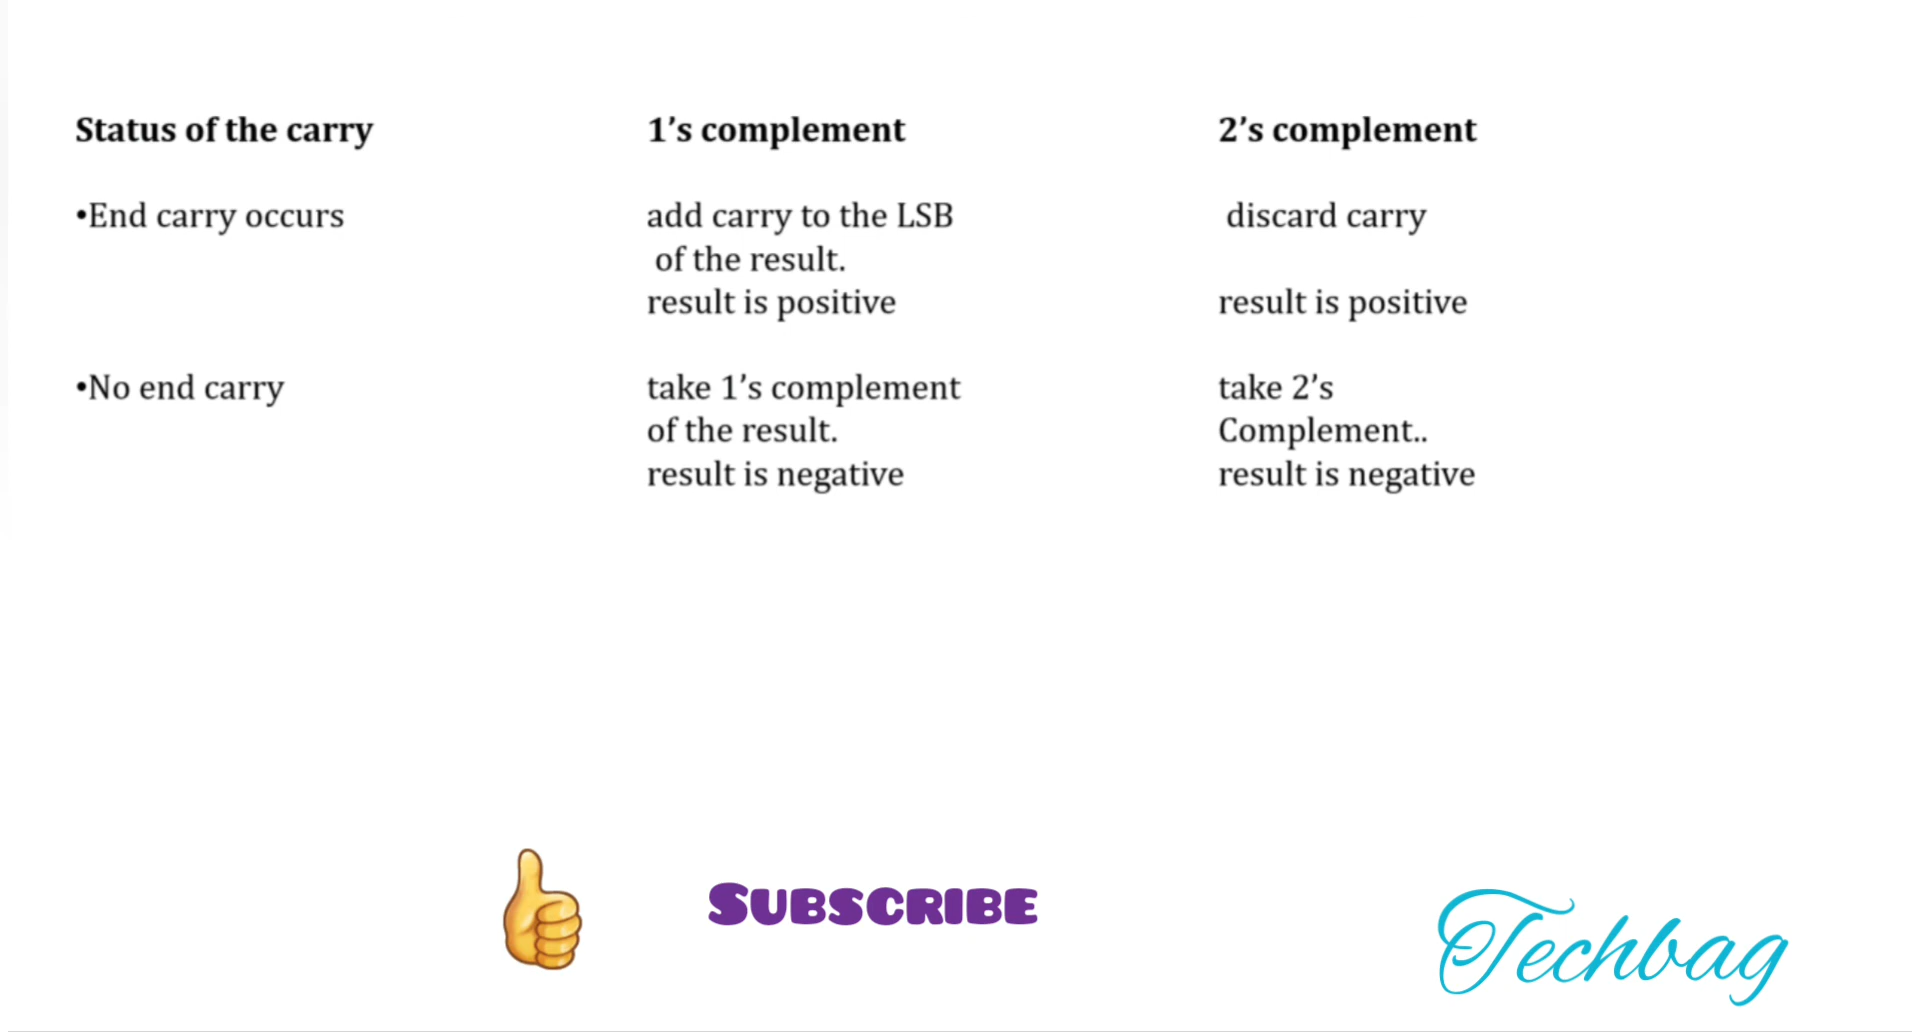 Status of the carry 1’s complement 2’s complement
•End carry occurs add carry to the LSB discard carry
of the result.
result is positive result is positive
•No end carry take 1’s complement take 2’s
of the result. Complement..
result is negative result is negative
SUBSCRIBE
Techbag